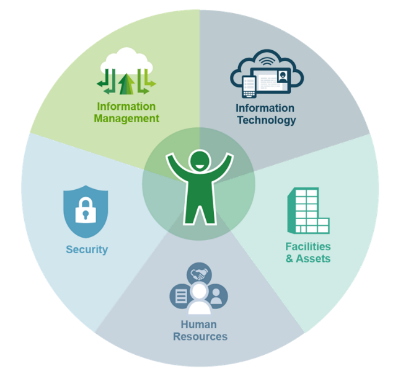 Information
Management
Information
Technology
Security
Facilities
& Assets
Human
Resources